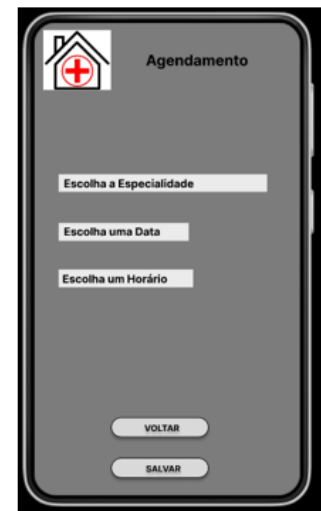 Agendamento
Escolha a Especialidade
Escolha uma Data
Escolha um Horário
VOLTAR
SALVAR